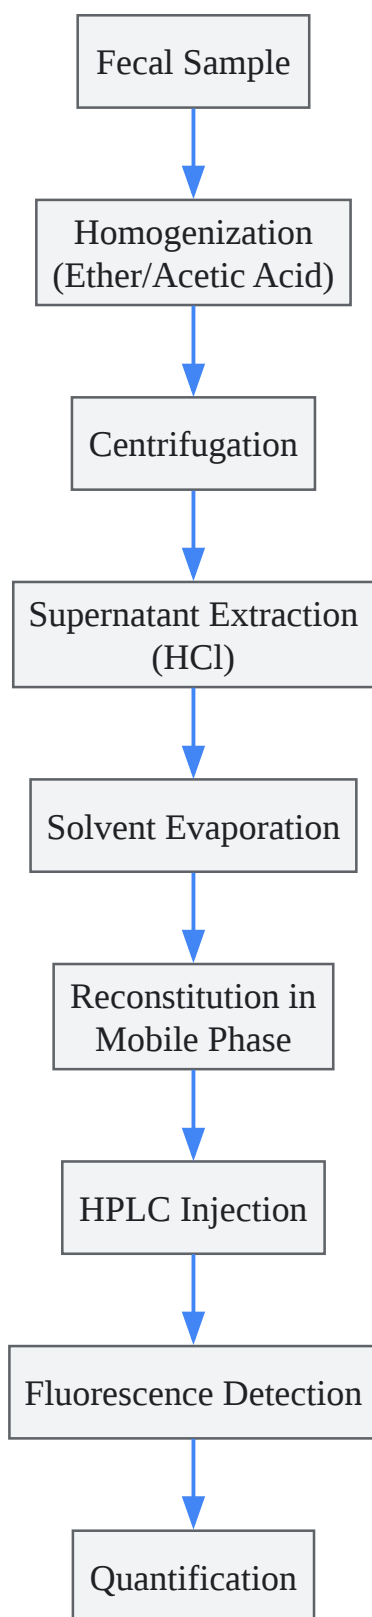 Fecal Sample
Homogenization
(Ether/Acetic Acid)
Centrifugation
Supernatant Extraction
(HCl)
Solvent Evaporation
Reconstitution in
Mobile Phase
HPLC Injection
Fluorescence Detection
Quantification